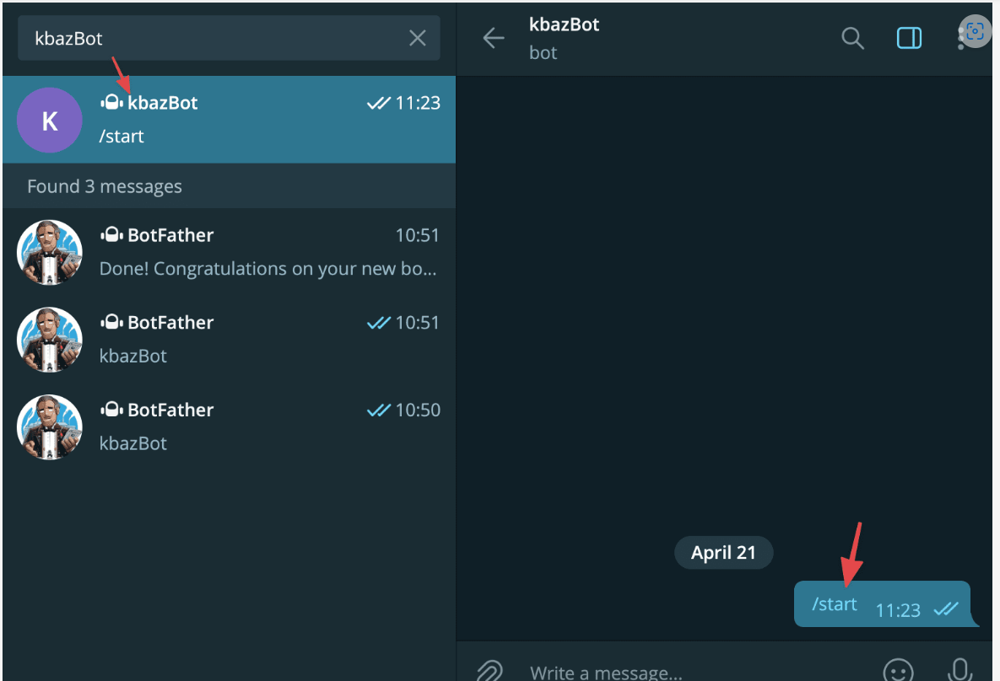 kbazBot
K
kbazBot 11:23
/start
Found 3 messages
BotFather 10:51
Done! Congratulations on your new bo...
BotFather 10:51
kbazBot
BotFather 10:50
kbazBot
kbazBot
bot
April 21
/start 11:23
Write a message...